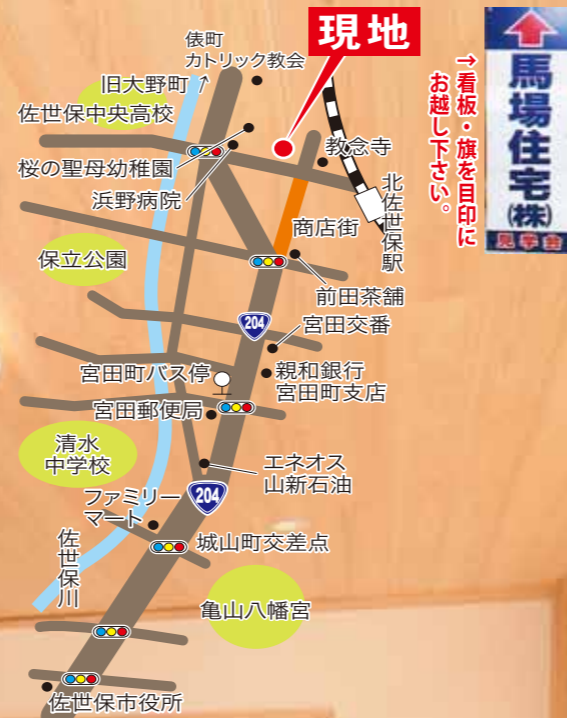 現地
俵町
カトリック教会
旧大野町
佐世保中央高校
桜の聖母幼稚園
浜野病院
教念寺
北佐世保駅
商店街
保立公園
前田茶舗
204
宮田交番
宮田町バス停
親和銀行
宮田町支店
宮田郵便局
清水
中学校
エネオス
山新石油
ファミリー
マート
204
佐世保川
城山町交差点
亀山八幡宮
佐世保市役所
→看板・旗を目印に
お越し下さい。
馬場住宅(株)
見学会